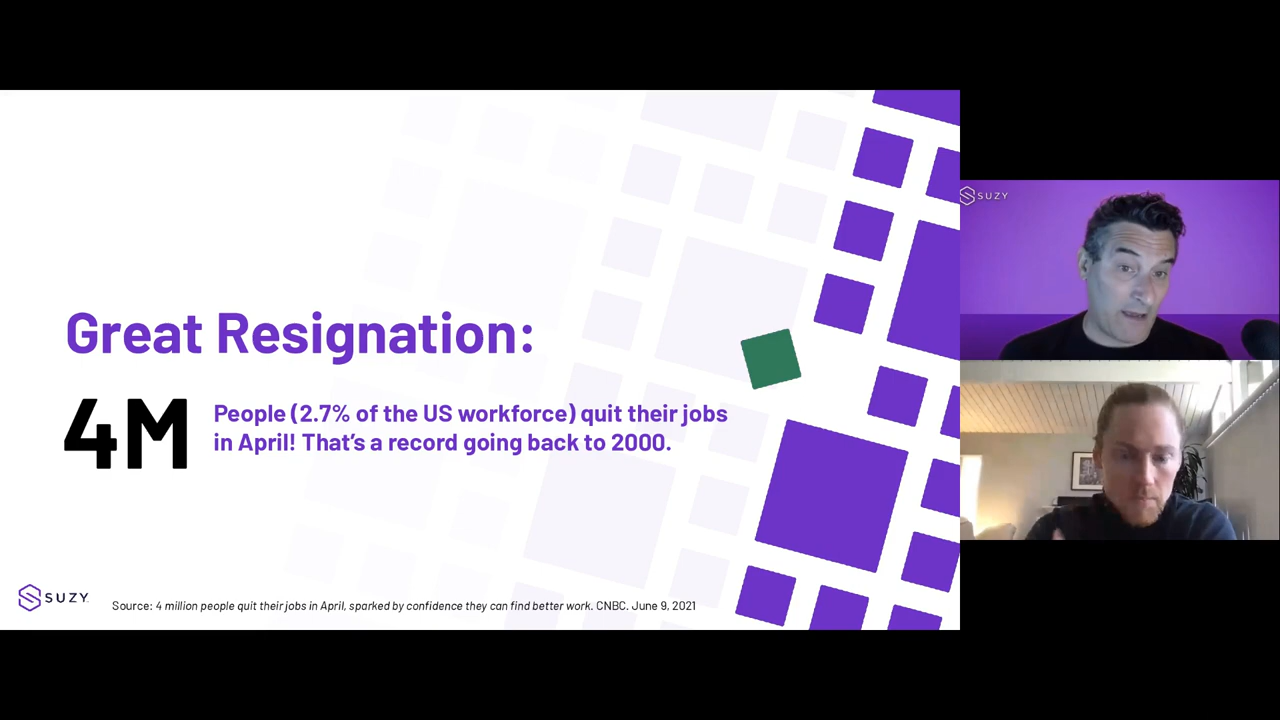 Great Resignation:
4M
People (2.7% of the US workforce) quit their jobs
in April! That's a record going back to 2000.
SUZY
Source: 4 million people quit their jobs in April, sparked by confidence they can find better work. CNBC. June 9, 2021
SUZY